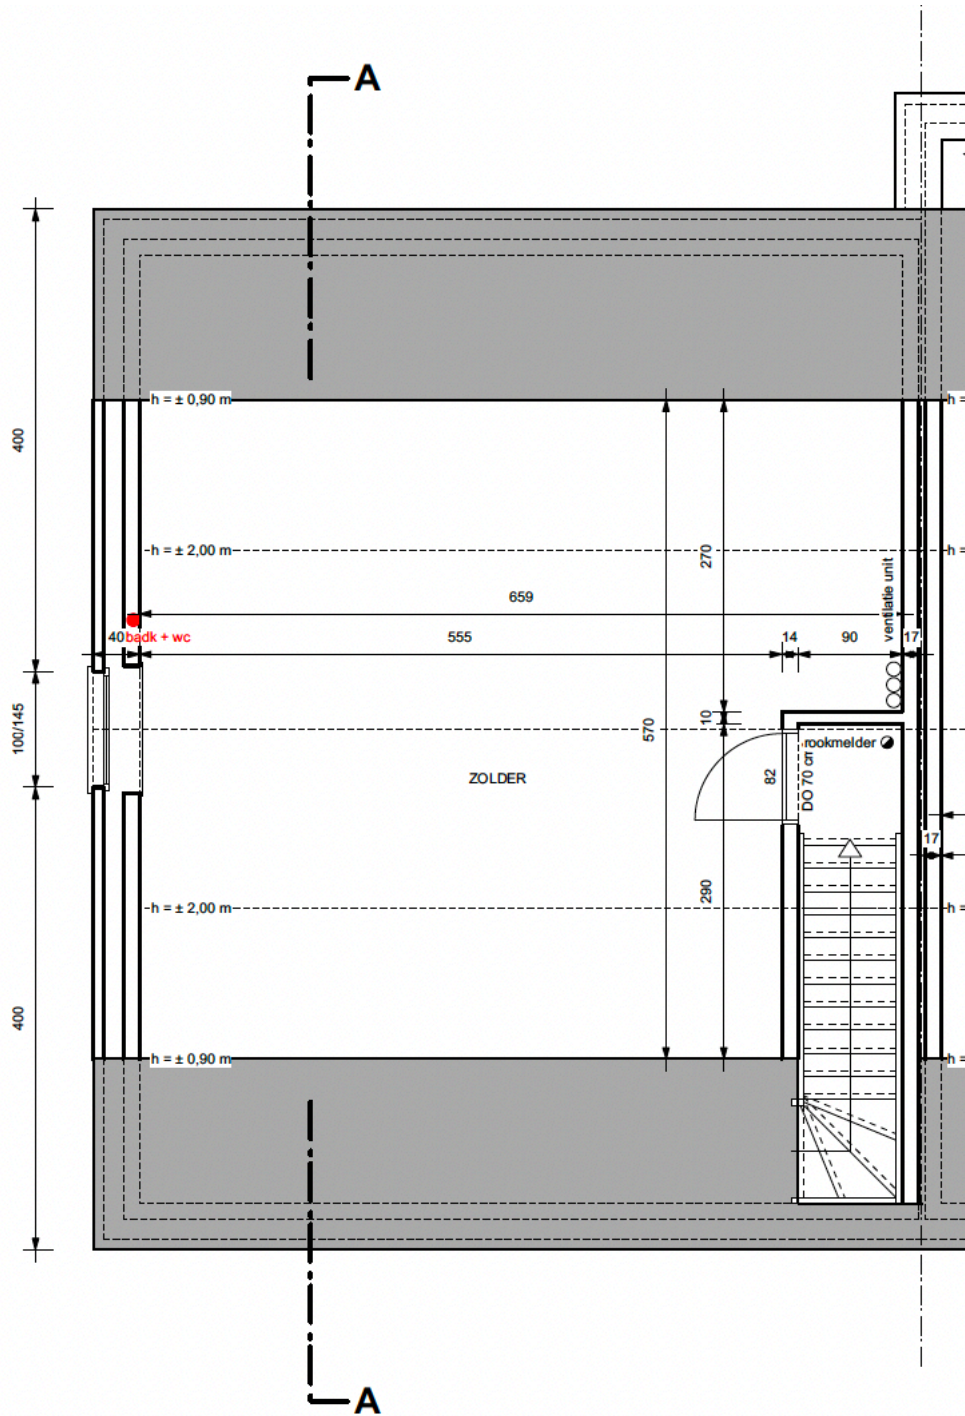 A
h = ± 0,90 m
h =
400
h = ± 2,00 m
h =
270
ventilatie unit
659
40
badk + wc
555
14
90
17
100/145
570
10
rookmelder
ZOLDER
82
DO 70 cm
17
290
h = ± 2,00 m
h =
400
h = ± 0,90 m
h =
A